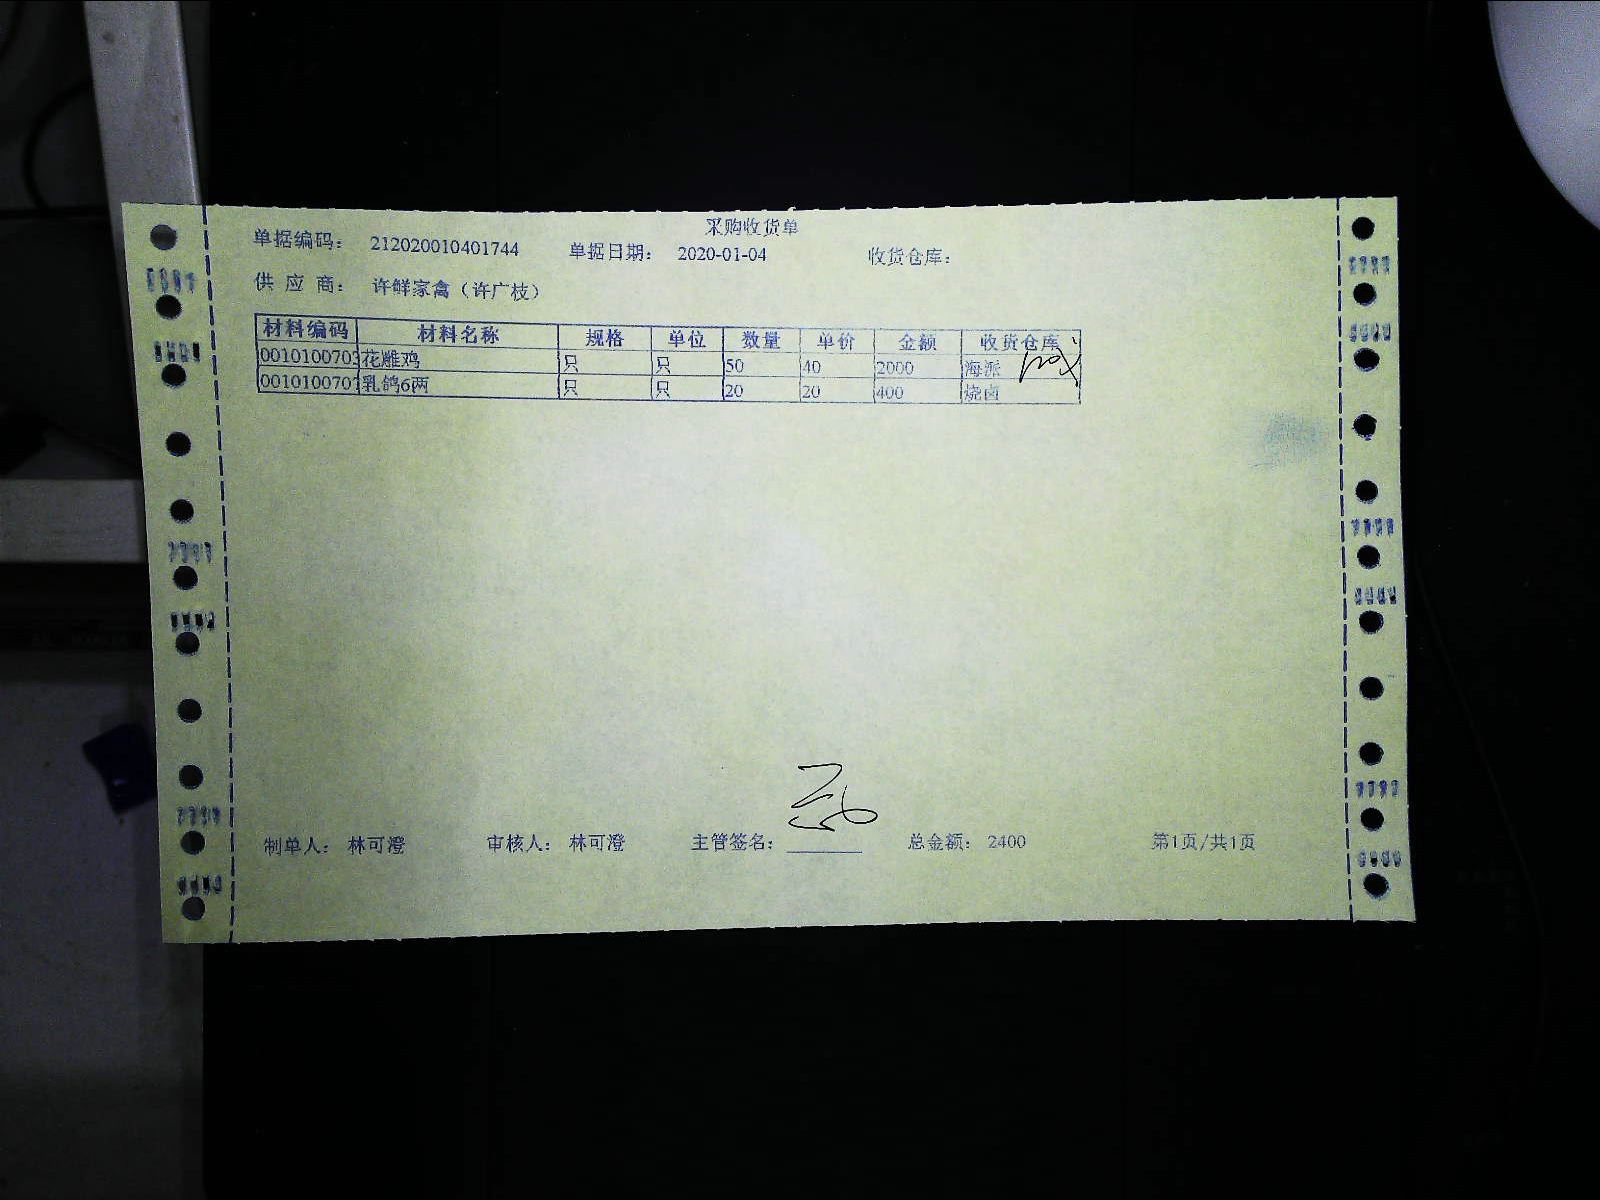 采购收货单
单据编码： 212020010401744 单据日期： 2020-01-04 收货仓库：
供 应 商： 许鲜家禽（许广枝）
材料编码 材料名称 规格 单位 数量 单价 金额 收货仓库
0010100703 花雕鸡 只 只 50 40 2000 海派
0010100707 乳鸽6两 只 只 20 20 400 烧卤
制单人： 林可澄 审核人： 林可澄 主管签名： 总金额： 2400 第1页/共1页